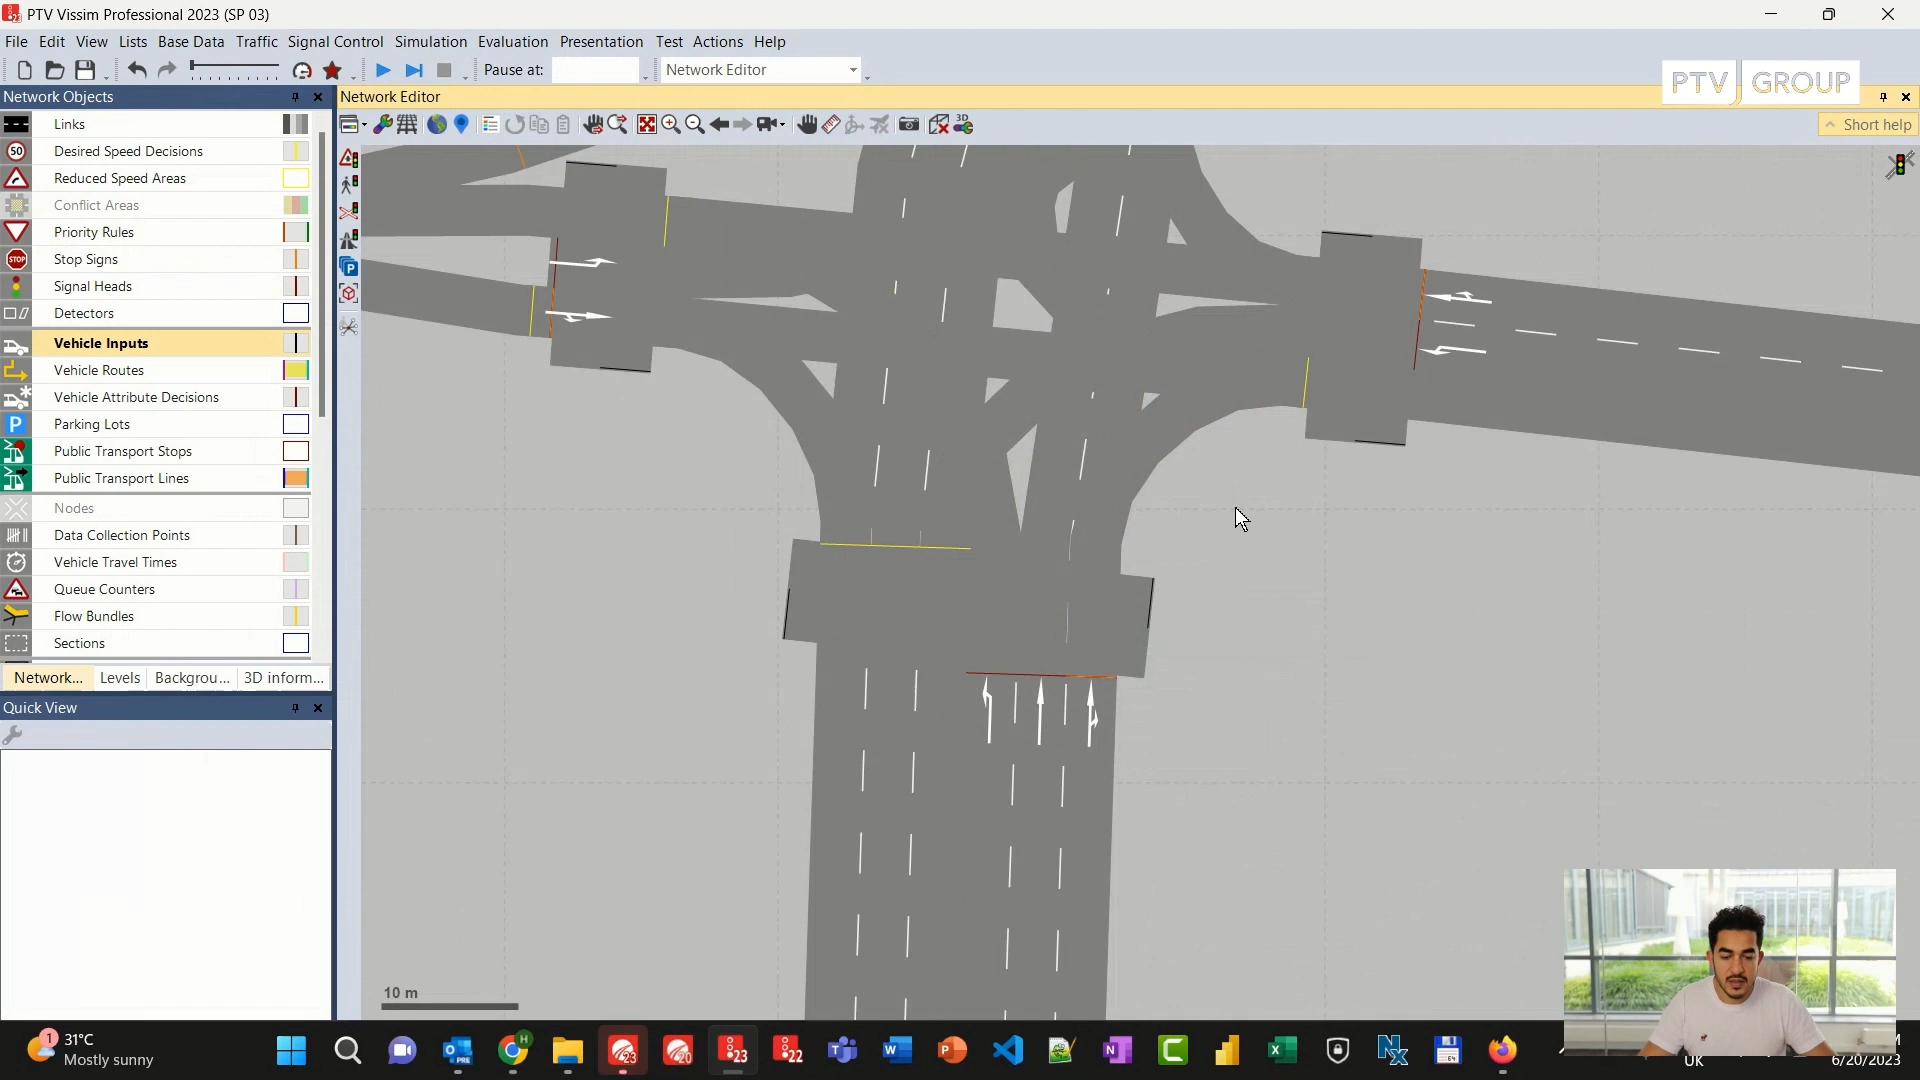 PTV Vissim Professional 2023 (SP 03)
File Edit View Lists Base Data Traffic Signal Control Simulation Evaluation Presentation Test Actions Help
Pause at: Network Editor
PTV GROUP
Network Objects
Network Editor
Short help
Links
50 Desired Speed Decisions
Reduced Speed Areas
Conflict Areas
Priority Rules
STOP Stop Signs
Signal Heads
Detectors
Vehicle Inputs
Vehicle Routes
Vehicle Attribute Decisions
P Parking Lots
Public Transport Stops
Public Transport Lines
Nodes
Data Collection Points
Vehicle Travel Times
Queue Counters
Flow Bundles
Sections
Network... Levels Backgrou... 3D inform...
Quick View
10 m
1 31°C
Mostly sunny
UK
6/20/2023